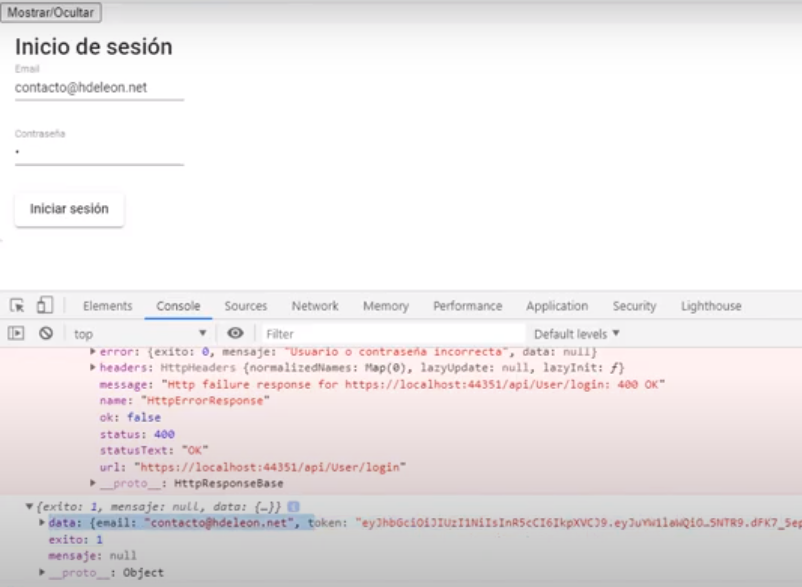 Mostrar/Ocultar
Inicio de sesión
Email
contacto@hdeleon.net
Contraseña
Iniciar sesión
Elements Console Sources Network Memory Performance Application Security Lighthouse
top Filter Default levels
error: {exito: 0, mensaje: "Usuario o contraseña incorrecta", data: null}
headers: HttpHeaders {normalizedNames: Map(0), lazyUpdate: null, lazyInit: ƒ}
message: "Http failure response for https://localhost:44351/api/User/login: 400 OK"
name: "HttpErrorResponse"
ok: false
status: 400
statusText: "OK"
url: "https://localhost:44351/api/User/login"
__proto__: HttpResponseBase
{exito: 1, mensaje: null, data: {…}}
data: {email: "contacto@hdeleon.net", token: "eyJhbGciOiJIUzI1NiIsInR5cCI6IkpXVCJ9.eyJuYW1laWQiO…5NTR9.dFK7_5ep
exito: 1
mensaje: null
__proto__: Object